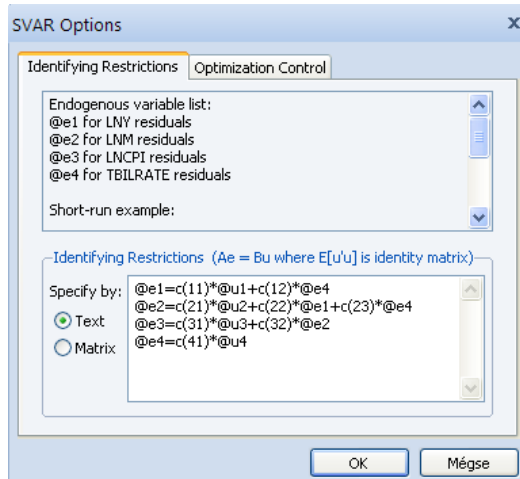 SVAR Options
x
Identifying Restrictions
Optimization Control
Endogenous variable list:
@e1 for LNY residuals
@e2 for LNM residuals
@e3 for LNCPI residuals
@e4 for TBILRATE residuals
Short-run example:
Identifying Restrictions (Ae = Bu where E[u'u] is identity matrix)
Specify by:
Text
Matrix
@e1=c(11)*@u1+c(12)*@e4
@e2=c(21)*@u2+c(22)*@e1+c(23)*@e4
@e3=c(31)*@u3+c(32)*@e2
@e4=c(41)*@u4
OK
Mégse